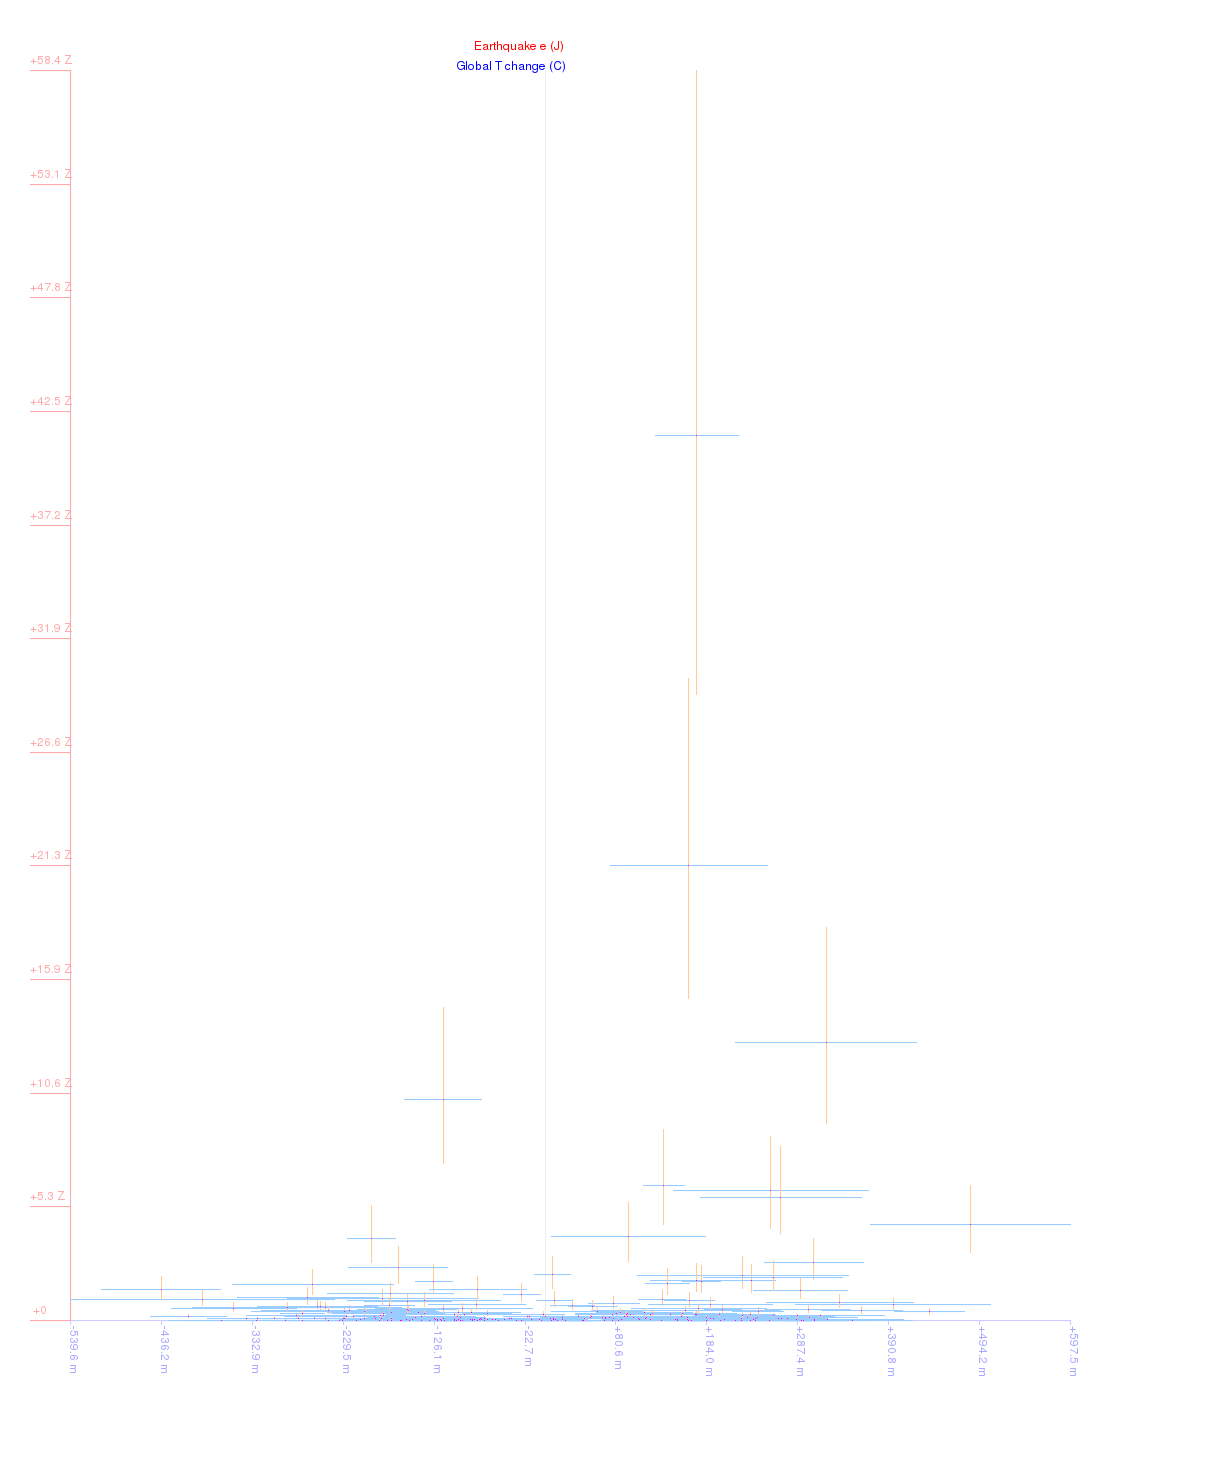 Earthquake e (J)
Global T change (C)
+58.4 Z
+53.1 Z
+47.8 Z
+42.5 Z
+37.2 Z
+31.9 Z
+26.6 Z
+21.3 Z
+15.9 Z
+10.6 Z
+5.3 Z
+0
-539.6 m
-436.2 m
-332.9 m
-229.5 m
-126.1 m
-22.7 m
+80.6 m
+184.0 m
+287.4 m
+390.8 m
+494.2 m
+597.5 m